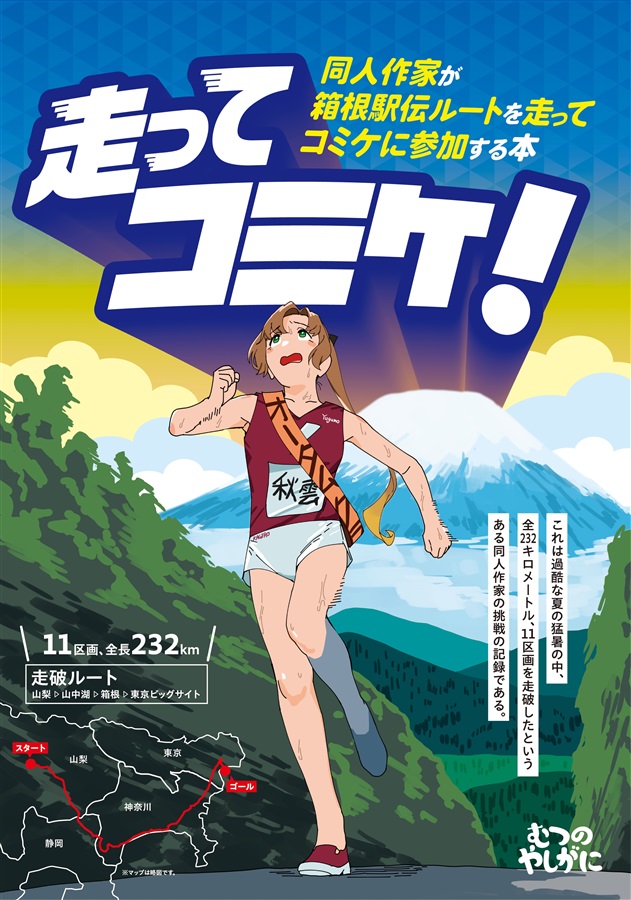 同人作家が
箱根駅伝ルートを走って
コミケに参加する本
走って
コミケ!
秋雲
これは過酷な夏の猛暑の中、
全232キロメートル、11区画を走破したという
ある同人作家の挑戦の記録である。
11区画、全長232km
走破ルート
山梨▷山中湖▷箱根▷東京ビッグサイト
スタート
山梨
東京
ゴール
神奈川
静岡
※マップは略図です。
むつの
やしがに